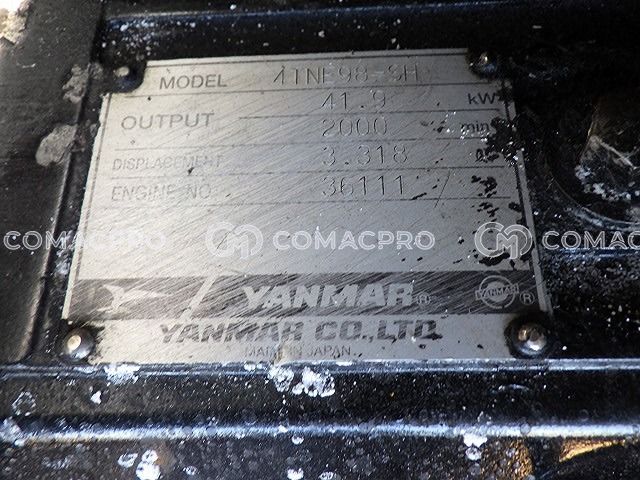 MODEL 4TNE98-SH
41.9 kW
OUTPUT 2000 min
DISPLACEMENT 3.318 ℓ
ENGINE NO. 36111
COMACPRO COMACPRO COMACPRO
YANMAR® YANMAR ®
YANMAR CO.,LTD.
MADE IN JAPAN